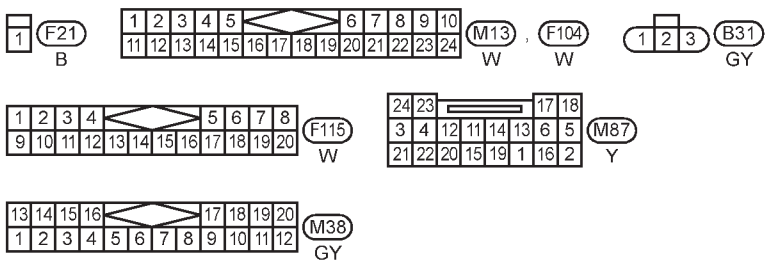 1 F21 B
1 2 3 4 5 6 7 8 9 10
11 12 13 14 15 16 17 18 19 20 21 22 23 24
M13 , F104
W W
1 2 3 B31
GY
1 2 3 4 5 6 7 8
9 10 11 12 13 14 15 16 17 18 19 20
F115
W
24 23 17 18
3 4 12 11 14 13 6 5 M87
21 22 20 15 19 1 16 2 Y
13 14 15 16 17 18 19 20
1 2 3 4 5 6 7 8 9 10 11 12
M38
GY